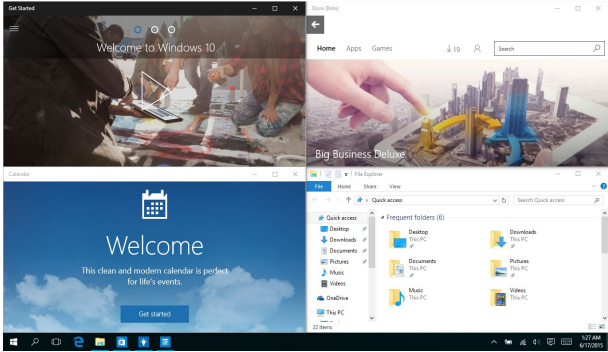 Get Started
Welcome to Windows 10
Store (Beta)
Home Apps Games 19 Search
Big Business Deluxe
Calendar
Welcome
This clean and modern calendar is perfect
for life's events.
Get started
File Explorer
File Home Share View
Quick access Search Quick access
Quick access
Desktop
Downloads
Documents
Pictures
Music
Videos
OneDrive
This PC
Frequent folders (6)
Desktop
This PC
Downloads
This PC
Documents
This PC
Pictures
This PC
Music
This PC
Videos
This PC
22 items
1:27 AM
6/17/2015